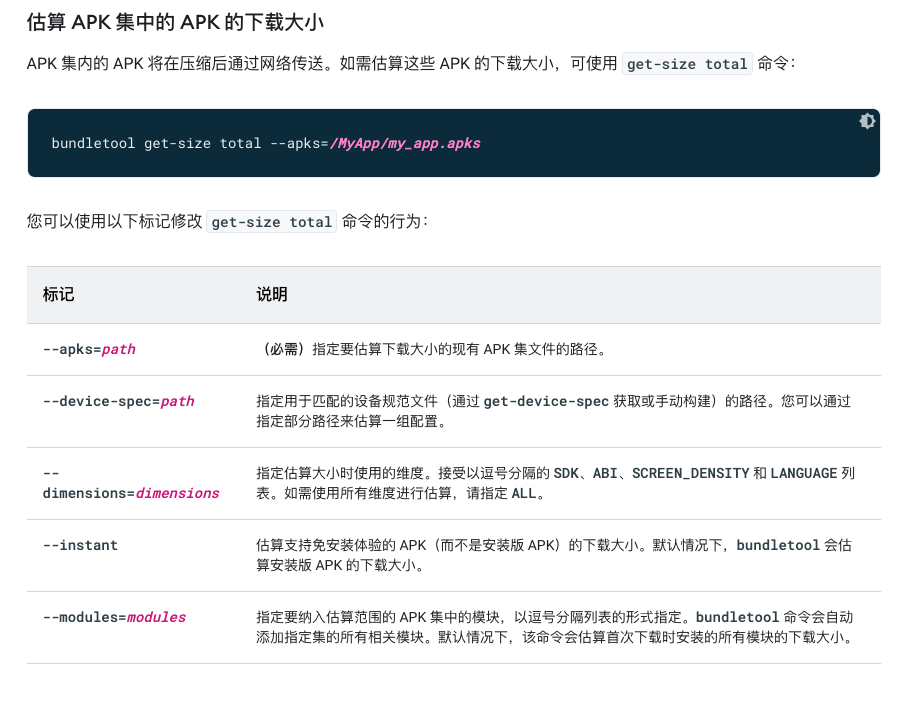 估算 APK 集中的 APK 的下载大小
APK 集内的 APK 将在压缩后通过网络传送。如需估算这些 APK 的下载大小，可使用 get-size total 命令：
bundletool get-size total --apks=/MyApp/my_app.apks
您可以使用以下标记修改 get-size total 命令的行为：
标记 说明
--apks=path （必需）指定要估算下载大小的现有 APK 集文件的路径。
--device-spec=path 指定用于匹配的设备规范文件（通过 get-device-spec 获取或手动构建）的路径。您可以通过
指定部分路径来估算一组配置。
-- 指定估算大小时使用的维度。接受以逗号分隔的 SDK、ABI、SCREEN_DENSITY 和 LANGUAGE 列
dimensions=dimensions 表。如需使用所有维度进行估算，请指定 ALL。
--instant 估算支持免安装体验的 APK（而不是安装版 APK）的下载大小。默认情况下，bundletool 会估
算安装版 APK 的下载大小。
--modules=modules 指定要纳入估算范围的 APK 集中的模块，以逗号分隔列表的形式指定。bundletool 命令会自动
添加指定集的所有相关模块。默认情况下，该命令会估算首次下载时安装的所有模块的下载大小。